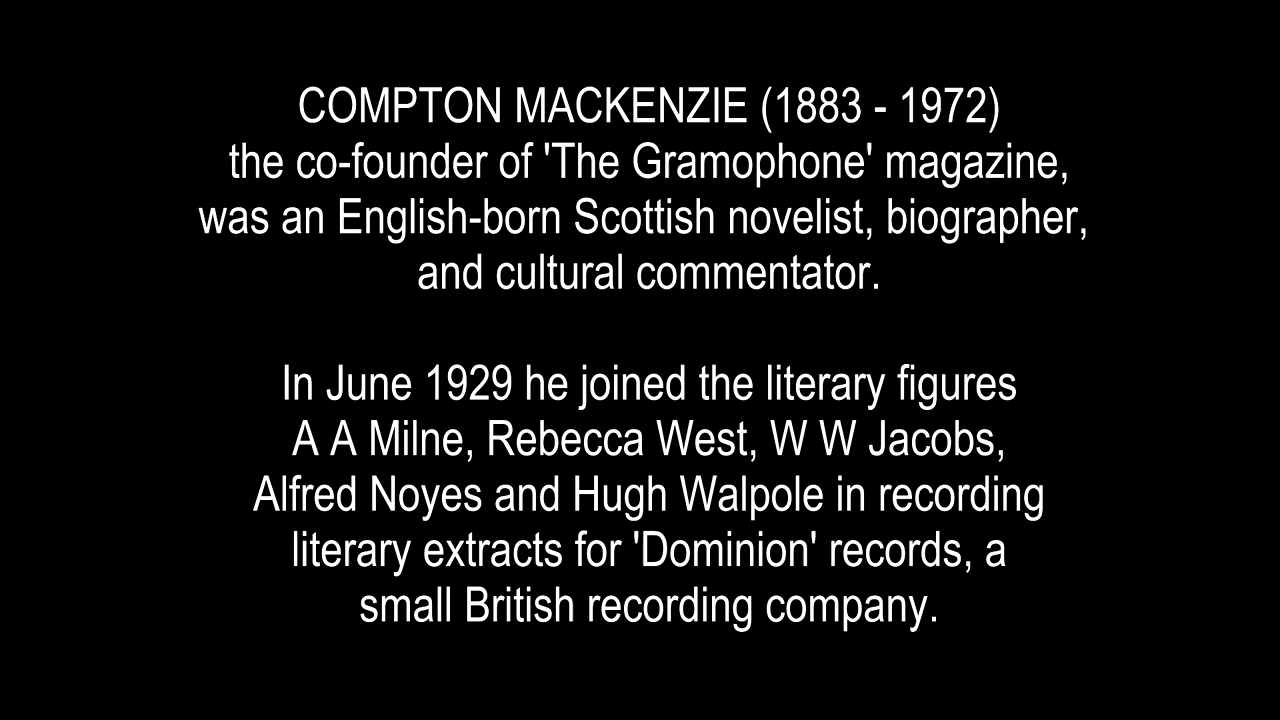 COMPTON MACKENZIE (1883 - 1972)
the co-founder of 'The Gramophone' magazine,
was an English-born Scottish novelist, biographer,
and cultural commentator.
In June 1929 he joined the literary figures
A A Milne, Rebecca West, W W Jacobs,
Alfred Noyes and Hugh Walpole in recording
literary extracts for 'Dominion' records, a
small British recording company.